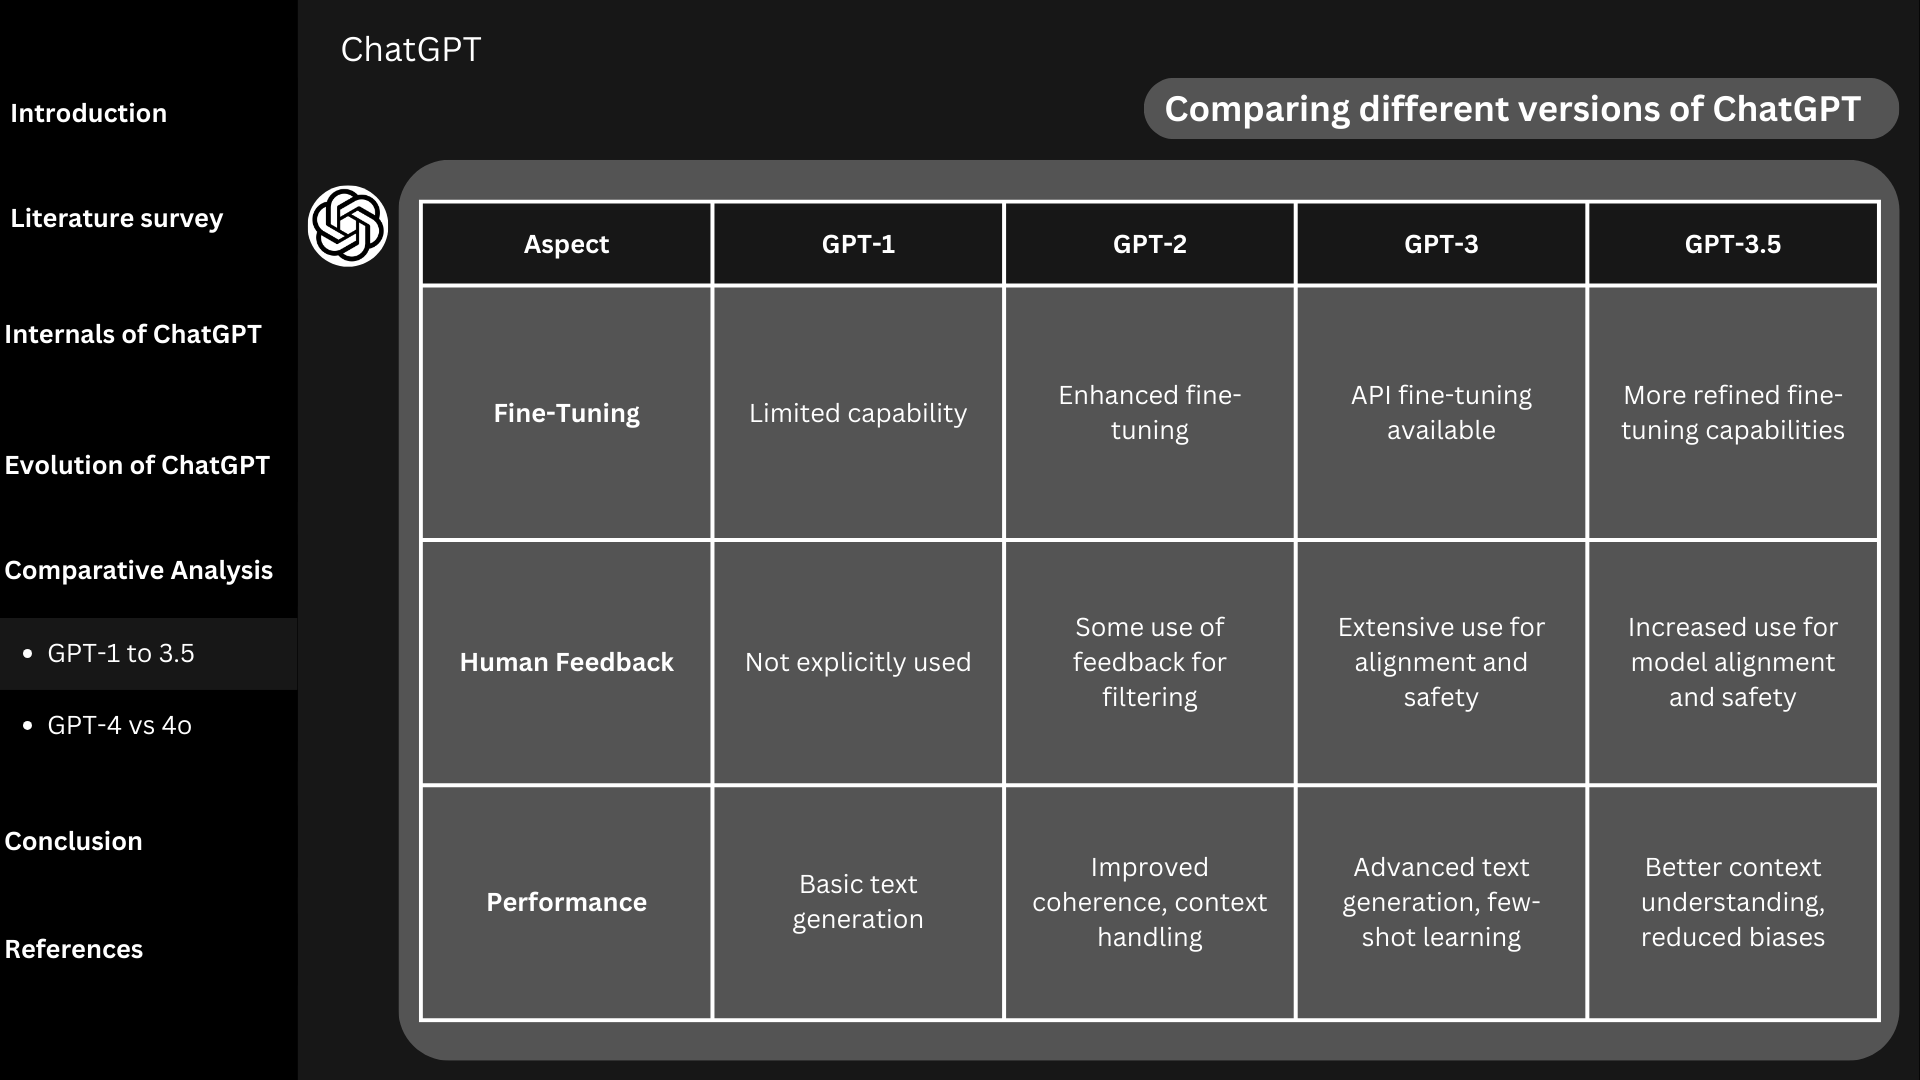 ChatGPT
Comparing different versions of ChatGPT
Introduction
Literature survey
Internals of ChatGPT
Evolution of ChatGPT
Comparative Analysis
• GPT-1 to 3.5
• GPT-4 vs 4o
Conclusion
References
Aspect
GPT-1
GPT-2
GPT-3
GPT-3.5
Fine-Tuning
Limited capability
Enhanced fine-
tuning
API fine-tuning
available
More refined fine-
tuning capabilities
Human Feedback
Not explicitly used
Some use of
feedback for
filtering
Extensive use for
alignment and
safety
Increased use for
model alignment
and safety
Performance
Basic text
generation
Improved
coherence, context
handling
Advanced text
generation, few-
shot learning
Better context
understanding,
reduced biases